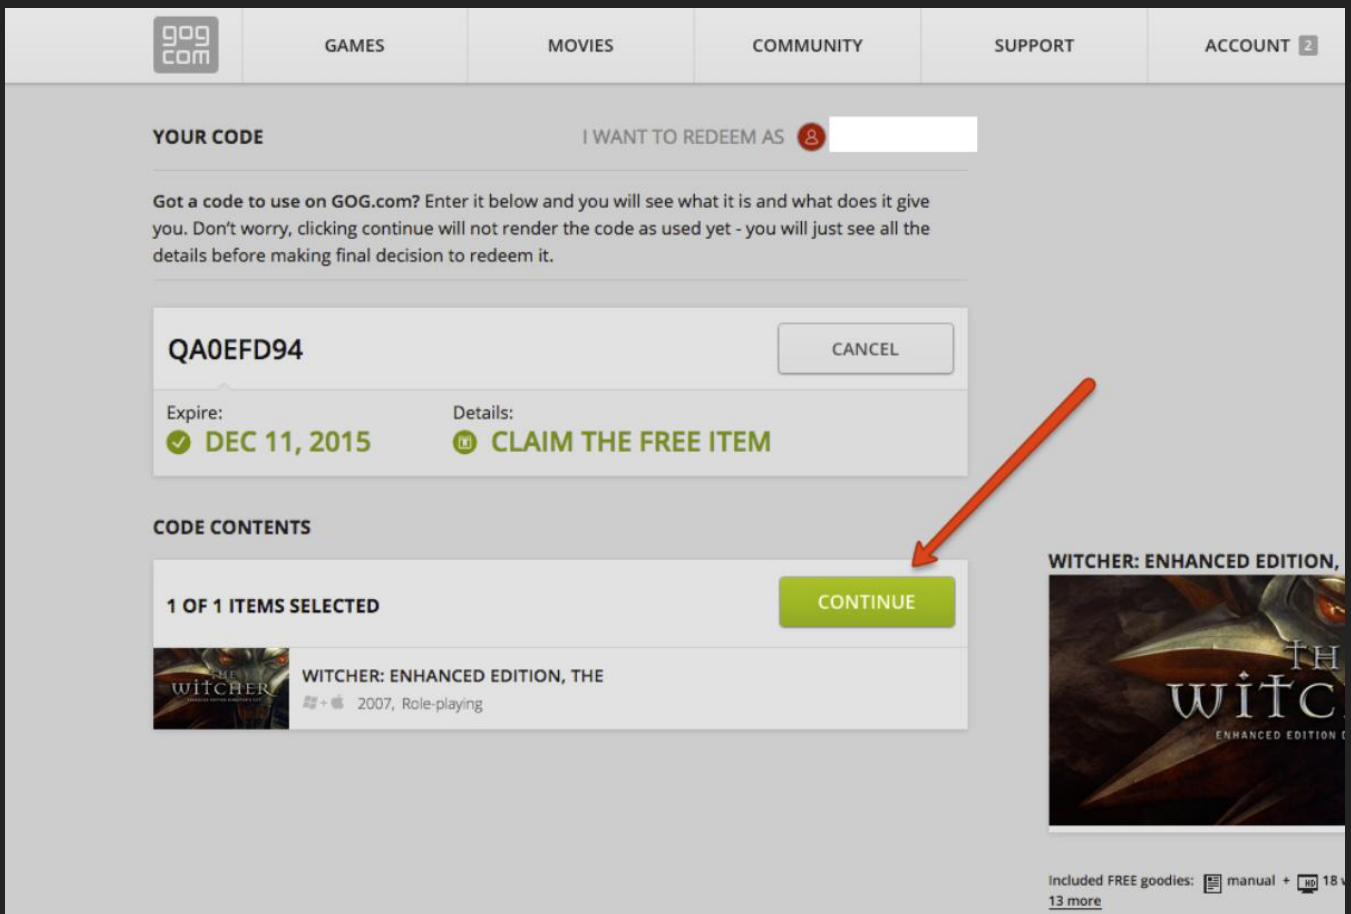 gog
com
GAMES
MOVIES
COMMUNITY
SUPPORT
ACCOUNT 2
YOUR CODE
I WANT TO REDEEM AS
Got a code to use on GOG.com? Enter it below and you will see what it is and what does it give
you. Don't worry, clicking continue will not render the code as used yet - you will just see all the
details before making final decision to redeem it.
QA0EFD94
CANCEL
Expire:
DEC 11, 2015
Details:
CLAIM THE FREE ITEM
CODE CONTENTS
1 OF 1 ITEMS SELECTED
CONTINUE
THE
WITCHER
WITCHER: ENHANCED EDITION, THE
2007, Role-playing
WITCHER: ENHANCED EDITION,
TH
WITC
ENHANCED EDITION
Included FREE goodies: manual + HD 18
13 more